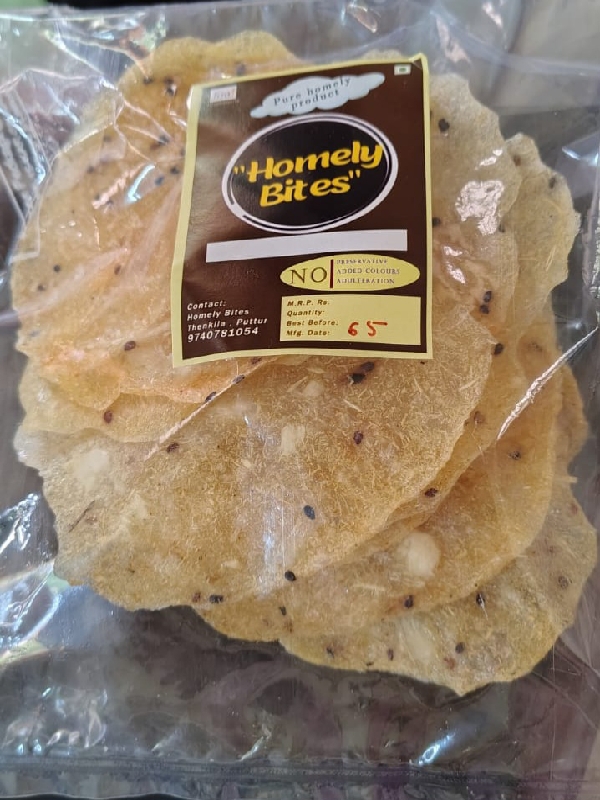 Pure homely
product
"Homely
Bites"
NO
PRESERVATIVE
ADDED COLOURS
ADULTERATION
Contact:
Homely Bites
Thenkila , Puttur
9740781054
M.R.P. Rs:
Quantity:
Best Before:
Mfg. Date:
65